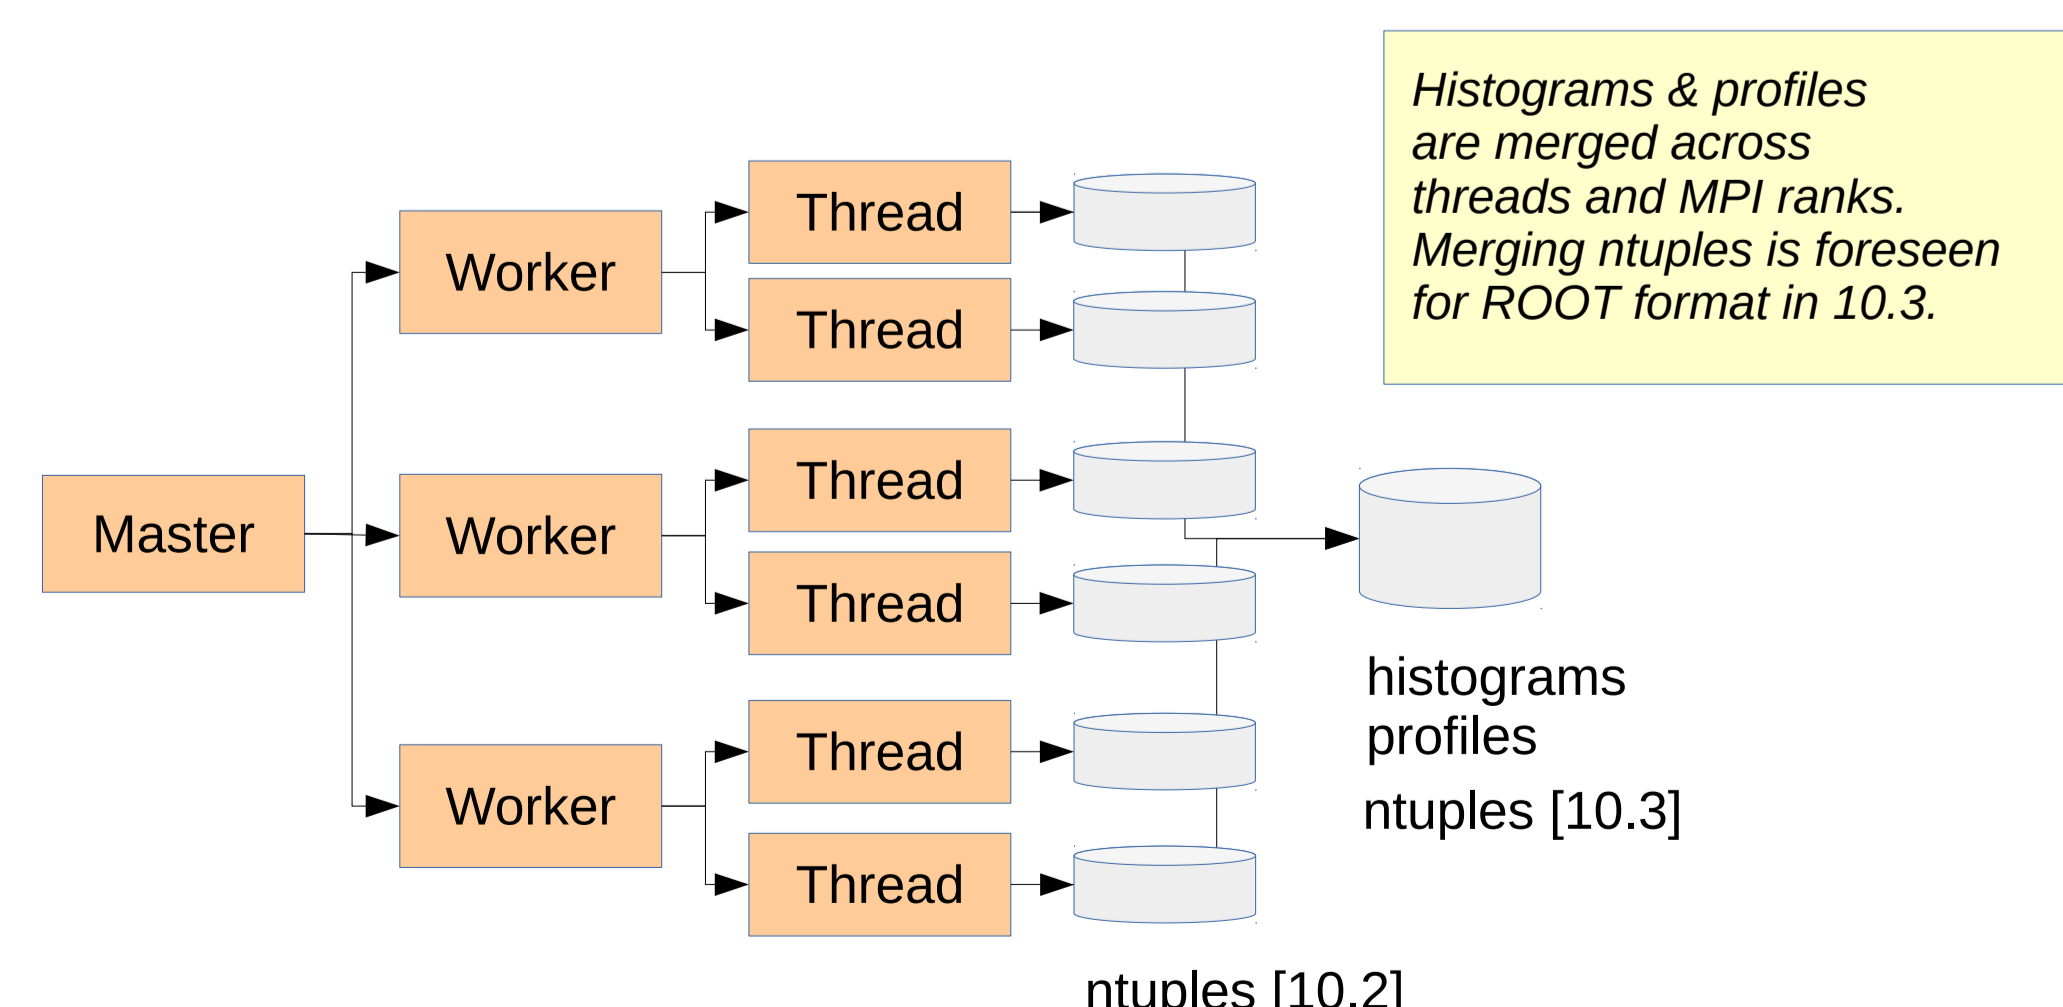 Histograms & profiles
are merged across
threads and MPI ranks.
Merging ntuples is foreseen
for ROOT format in 10.3.
Master
Worker
Worker
Worker
Thread
Thread
Thread
Thread
Thread
Thread
histograms
profiles
ntuples [10.3]
ntuples [10.2]